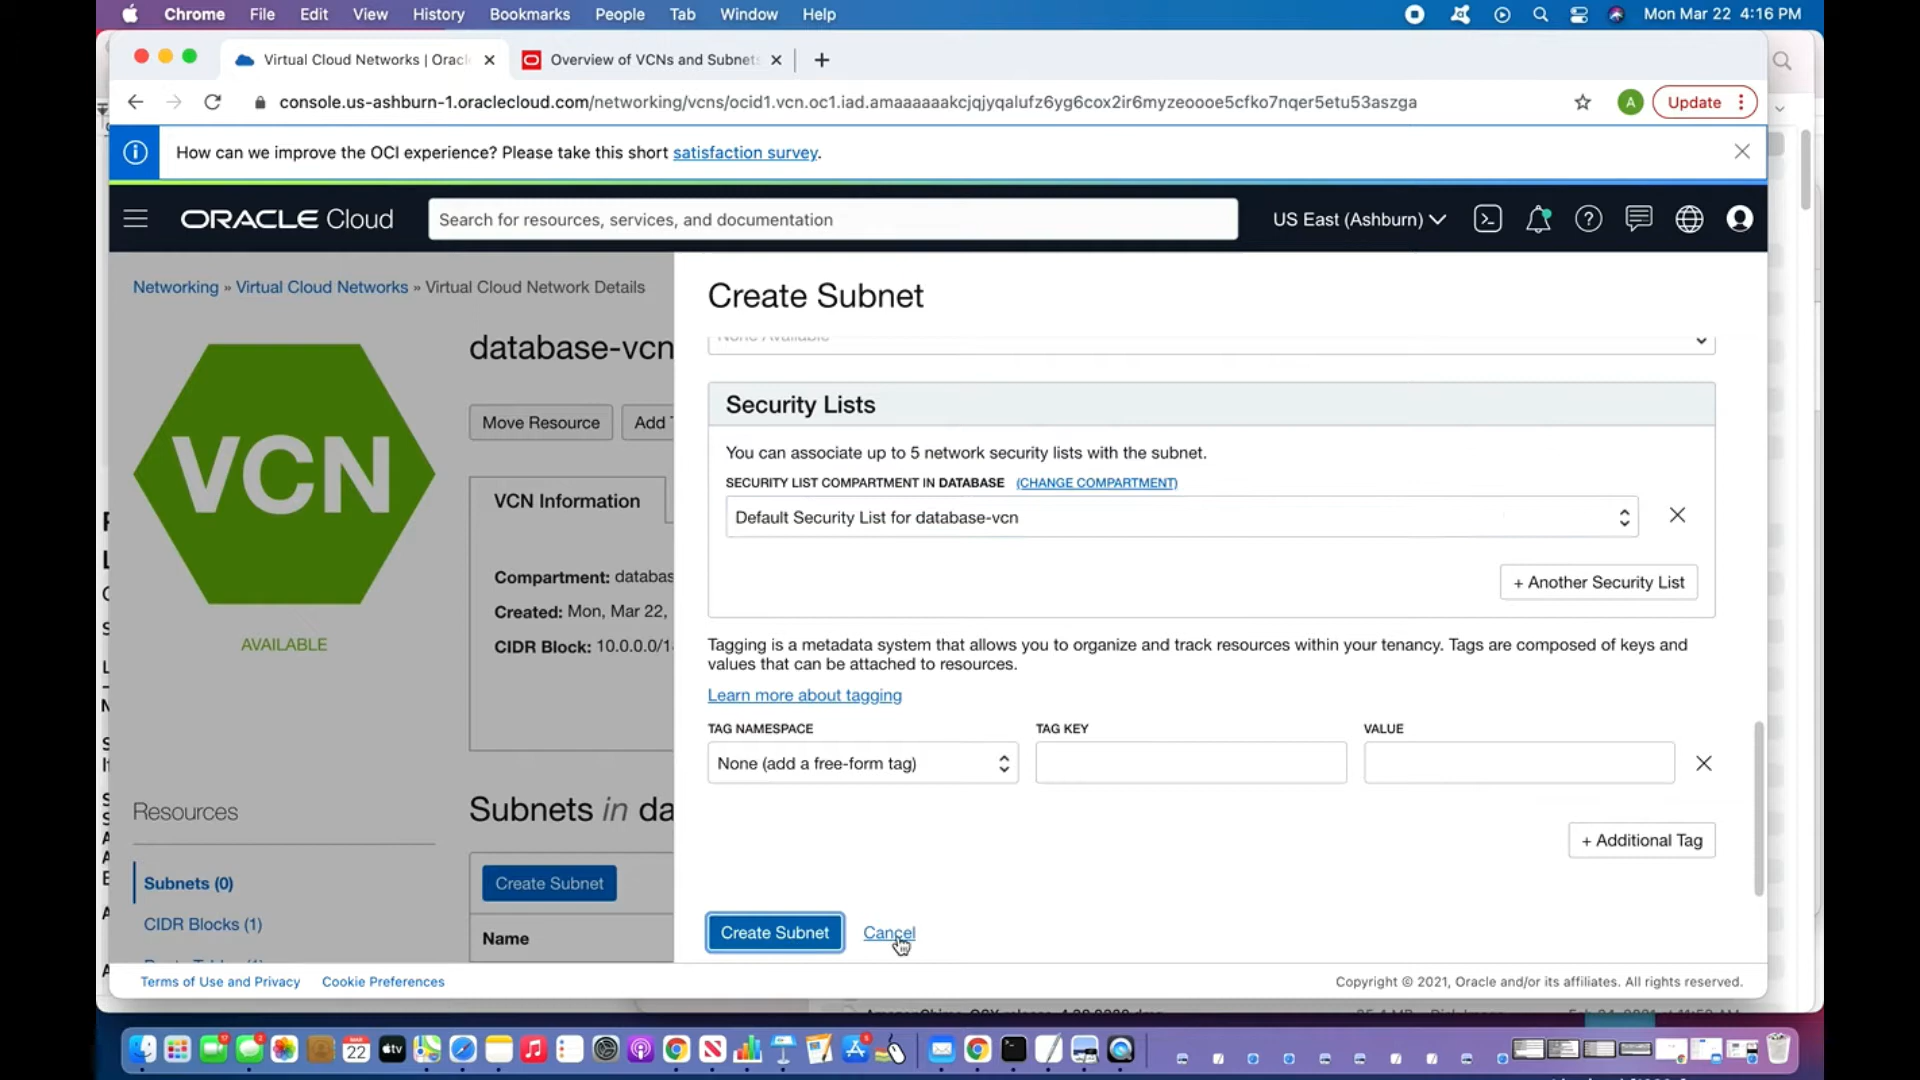 Chrome File Edit View History Bookmarks People Tab Window Help Mon Mar 22 4:16 PM
Virtual Cloud Networks | Oracl
Overview of VCNs and Subnets
console.us-ashburn-1.oraclecloud.com/networking/vcns/ocid1.vcn.oc1.iad.amaaaaaakcjqjyqalufz6yg6cox2ir6myzeoooe5cfko7nqer5etu53aszga
A
Update
How can we improve the OCI experience? Please take this short satisfaction survey.
ORACLE Cloud
Search for resources, services, and documentation
US East (Ashburn)
Networking » Virtual Cloud Networks » Virtual Cloud Network Details
VCN
AVAILABLE
database-vcn
Move Resource
Add
VCN Information
Compartment: databas
Created: Mon, Mar 22,
CIDR Block: 10.0.0.0/1
Resources
Subnets (0)
CIDR Blocks (1)
Subnets in da
Create Subnet
Name
Create Subnet
None Available
Security Lists
You can associate up to 5 network security lists with the subnet.
SECURITY LIST COMPARTMENT IN DATABASE (CHANGE COMPARTMENT)
Default Security List for database-vcn
+ Another Security List
Tagging is a metadata system that allows you to organize and track resources within your tenancy. Tags are composed of keys and
values that can be attached to resources.
Learn more about tagging
TAG NAMESPACE
TAG KEY
VALUE
None (add a free-form tag)
+ Additional Tag
Create Subnet
Cancel
Terms of Use and Privacy
Cookie Preferences
Copyright © 2021, Oracle and/or its affiliates. All rights reserved.
MAR
22
tv